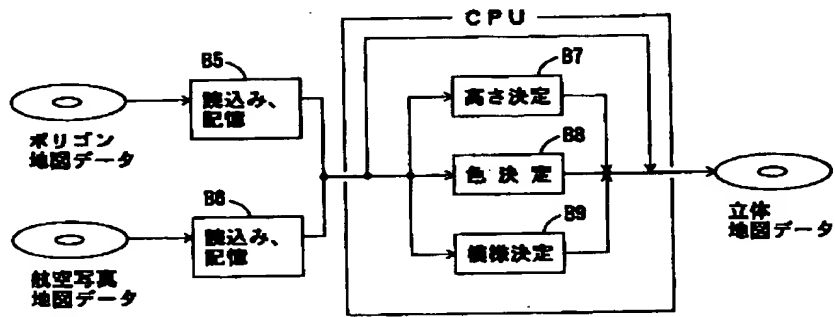 CPU
B5
読込み、
記憶
ポリゴン
地図データ
B6
読込み、
記憶
航空写真
地図データ
B7
高さ決定
B8
色決定
B9
模様決定
立体
地図データ